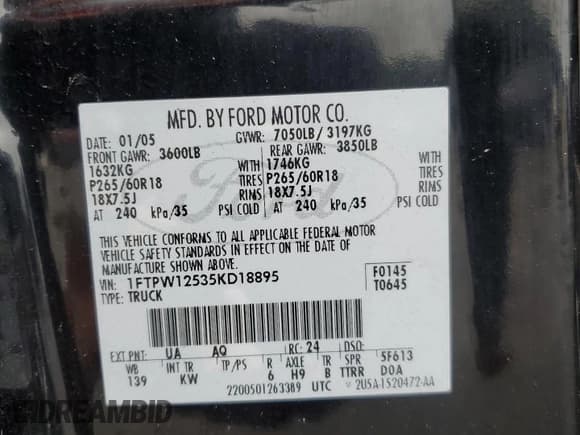 MFD. BY FORD MOTOR CO.
DATE: 01/05 GVWR: 7050LB / 3197KG
FRONT GAWR: 3600LB REAR GAWR: 3850LB
1632KG WITH 1746KG WITH
P265/60R18 TIRES P265/60R18 TIRES
18X7.5J RIMS 18X7.5J RIMS
AT 240 kPa/35 PSI COLD AT 240 kPa/35 PSI COLD
THIS VEHICLE CONFORMS TO ALL APPLICABLE FEDERAL MOTOR
VEHICLE SAFETY STANDARDS IN EFFECT ON THE DATE OF
MANUFACTURE SHOWN ABOVE.
VIN: 1FTPW12535KD18895 F0145
TYPE: TRUCK T0645
EXT PNT: UA AQ RC: 24 DSO:
WB INT TR R AXLE TR SPR 5F613
139 KW 6 H9 B TTRR DOA
2200501263389 UTC ▽ 2U5A-1520472-AA
Ford
AUTOBIDMASTER